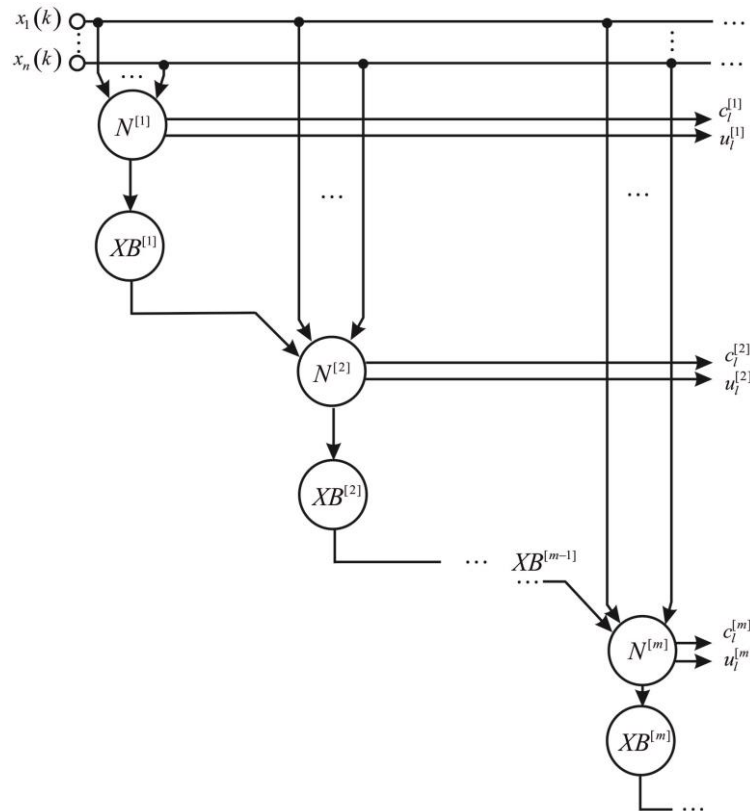 x₁(k) ...
⋮ ⋮
xₙ(k) ... ...
N^[1] c_l^[1]
u_l^[1]
... ...
XB^[1]
N^[2] c_l^[2]
u_l^[2]
XB^[2]
... XB^[m−1]
...
N^[m] c_l^[m]
u_l^[m
XB^[m]
...